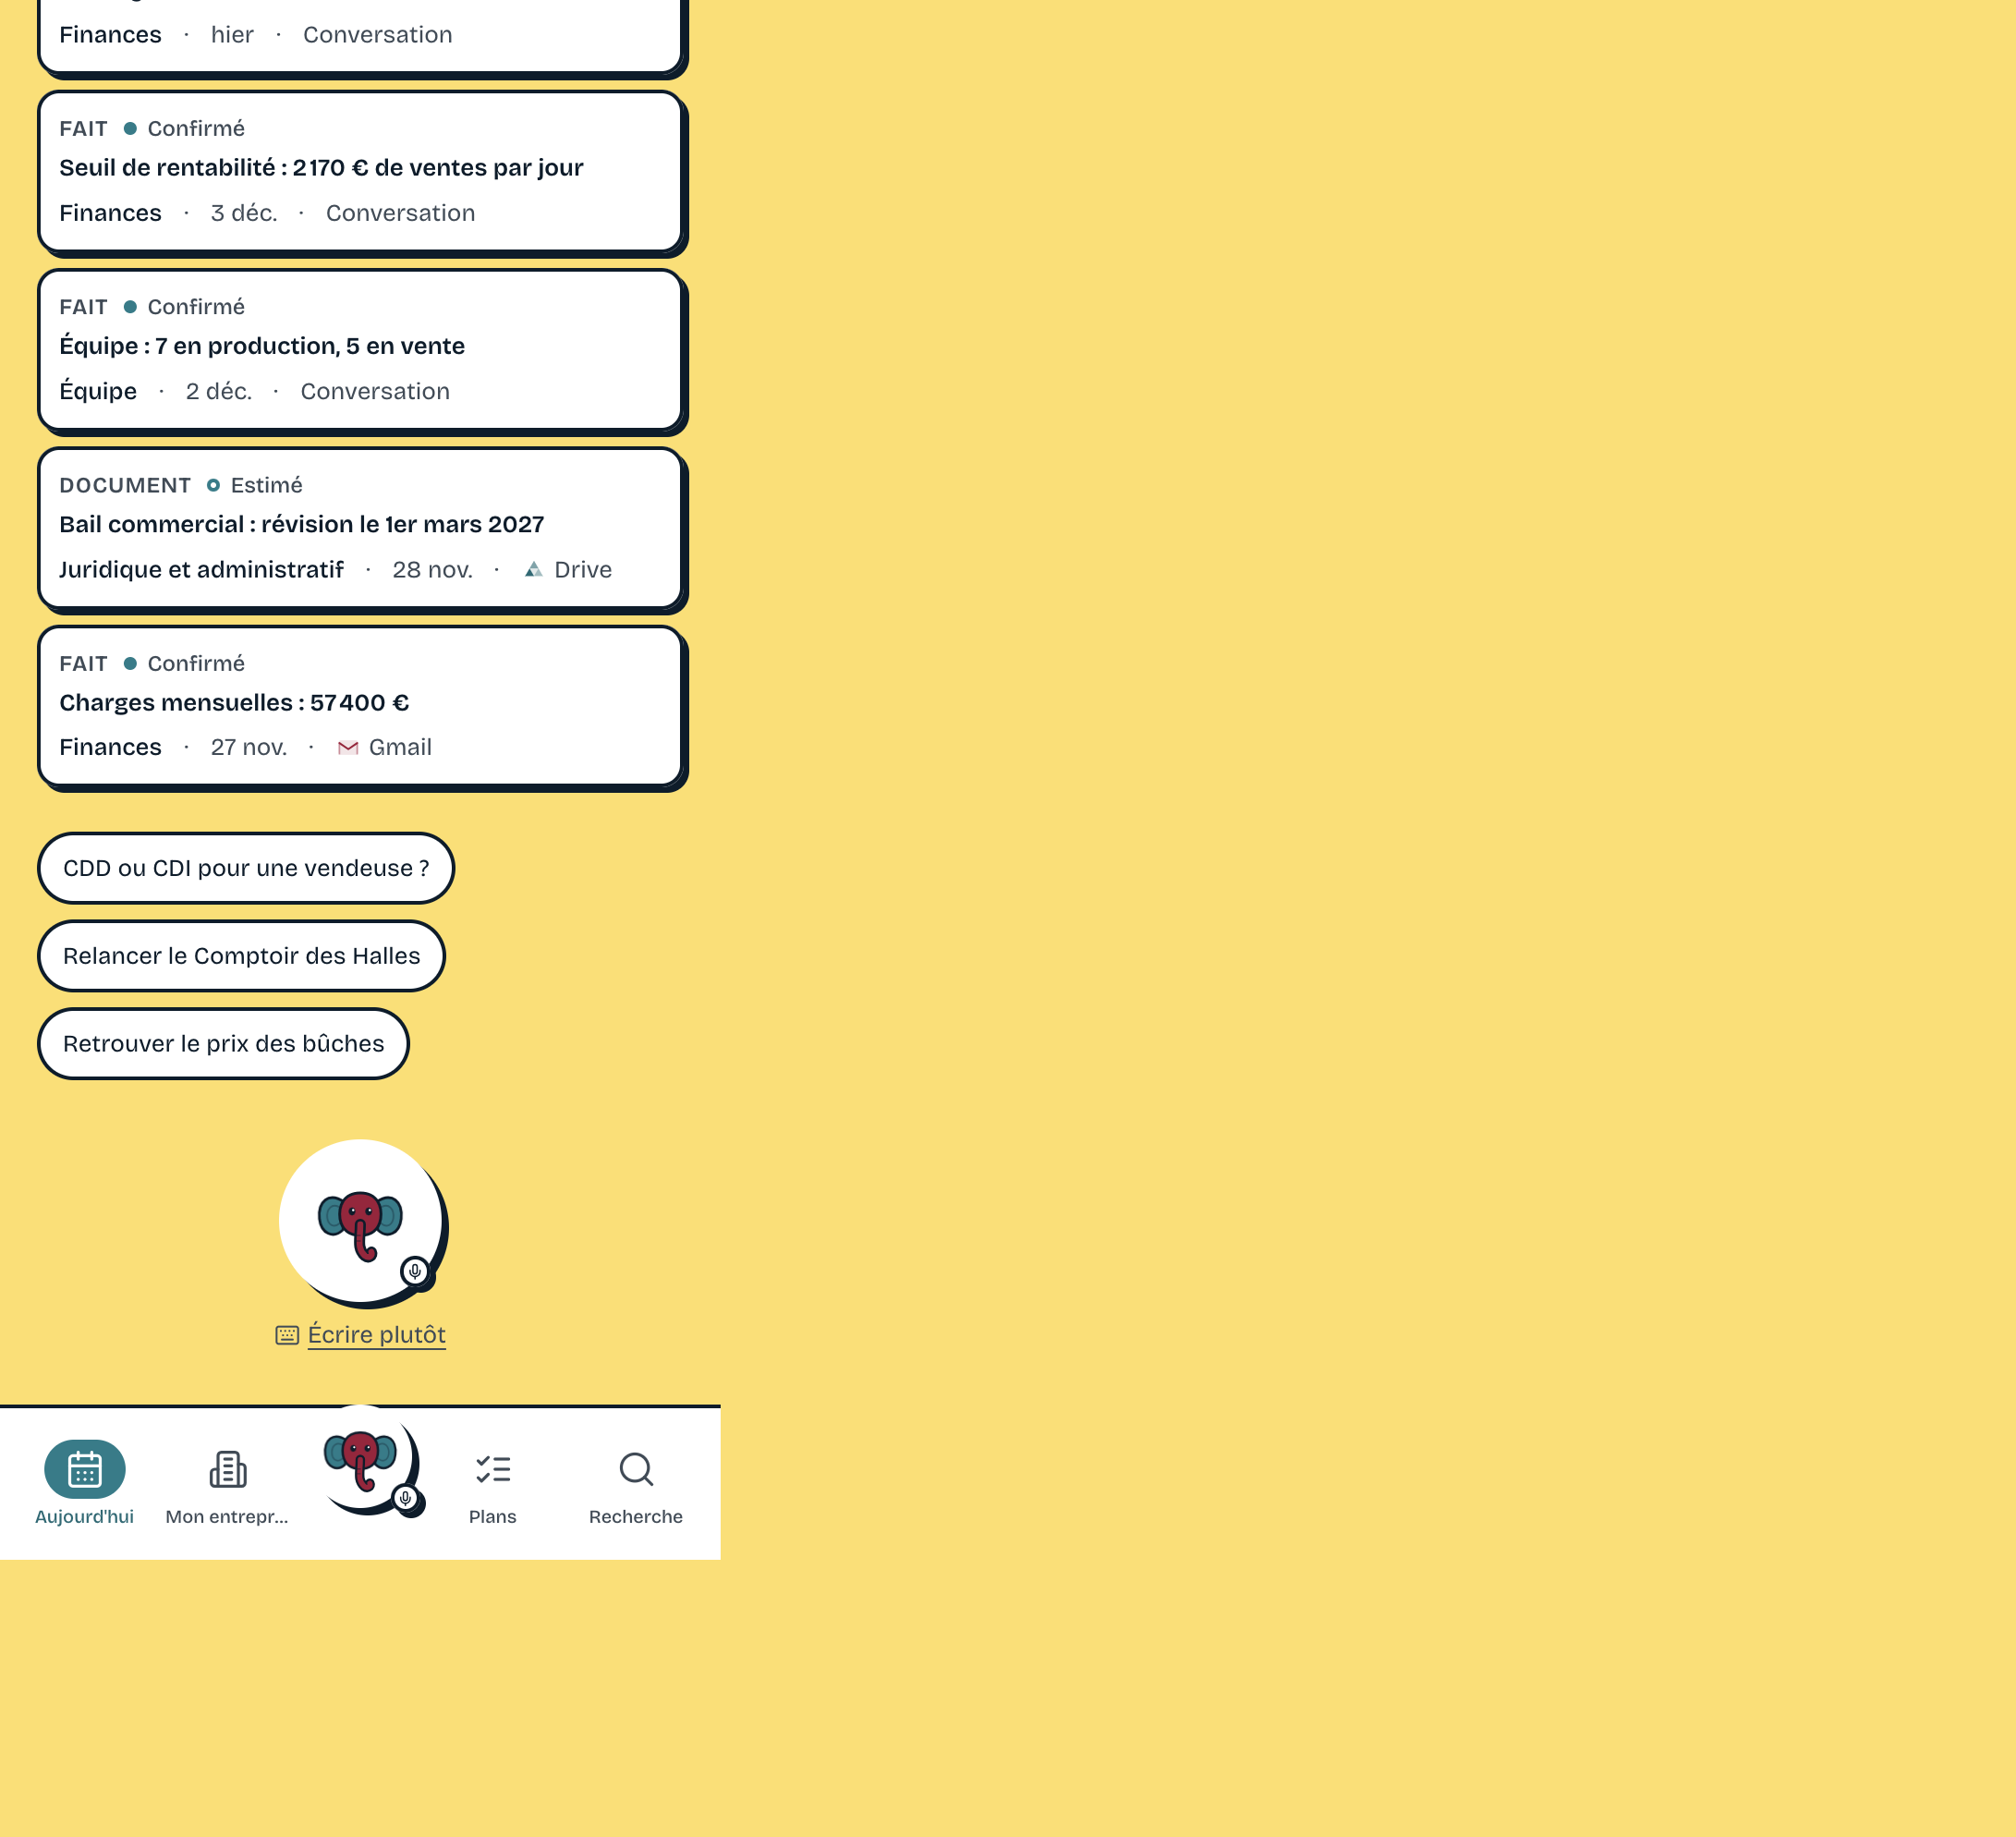 Finances · hier · Conversation
FAIT Confirmé
Seuil de rentabilité : 2 170 € de ventes par jour
Finances · 3 déc. · Conversation
FAIT Confirmé
Équipe : 7 en production, 5 en vente
Équipe · 2 déc. · Conversation
DOCUMENT Estimé
Bail commercial : révision le 1er mars 2027
Juridique et administratif · 28 nov. · Drive
FAIT Confirmé
Charges mensuelles : 57 400 €
Finances · 27 nov. · Gmail
CDD ou CDI pour une vendeuse ?
Relancer le Comptoir des Halles
Retrouver le prix des bûches
Écrire plutôt
Aujourd'hui Mon entrepr... Plans Recherche